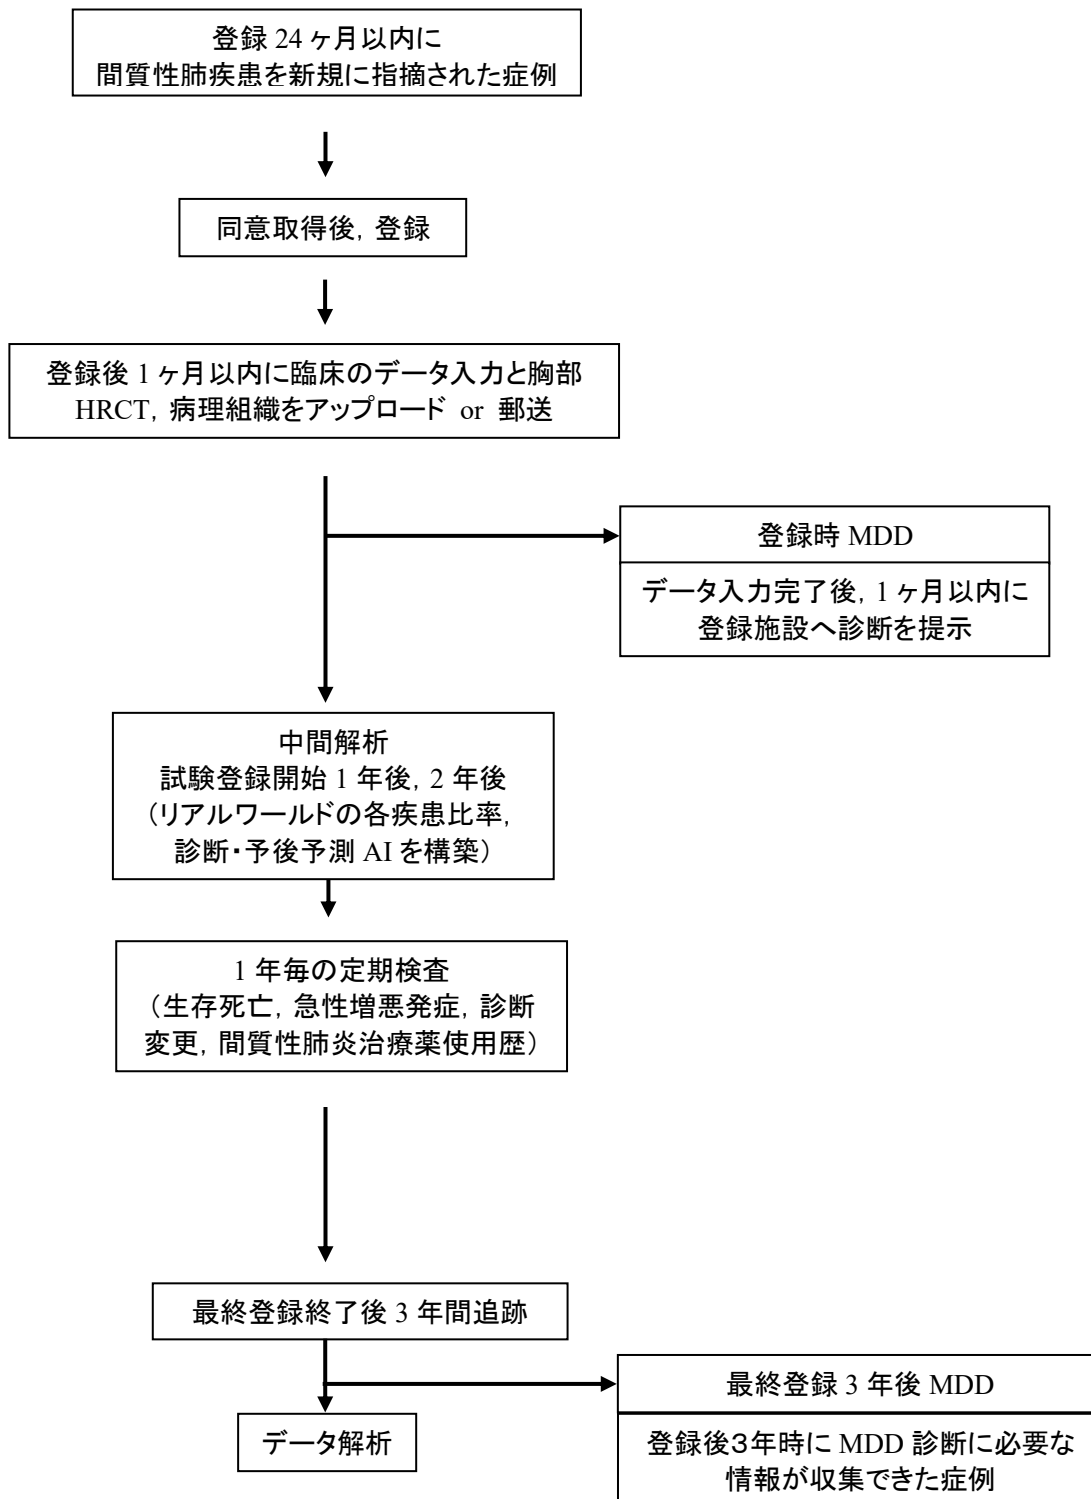 登録 24 ヶ月以内に
間質性肺疾患を新規に指摘された症例
同意取得後, 登録
登録後 1 ヶ月以内に臨床のデータ入力と胸部
HRCT, 病理組織をアップロード or 郵送
登録時 MDD
データ入力完了後, 1 ヶ月以内に
登録施設へ診断を提示
中間解析
試験登録開始 1 年後, 2 年後
（リアルワールドの各疾患比率,
診断・予後予測 AI を構築）
1 年毎の定期検査
（生存死亡, 急性増悪発症, 診断
変更, 間質性肺炎治療薬使用歴）
最終登録終了後 3 年間追跡
最終登録 3 年後 MDD
登録後３年時に MDD 診断に必要な
情報が収集できた症例
データ解析